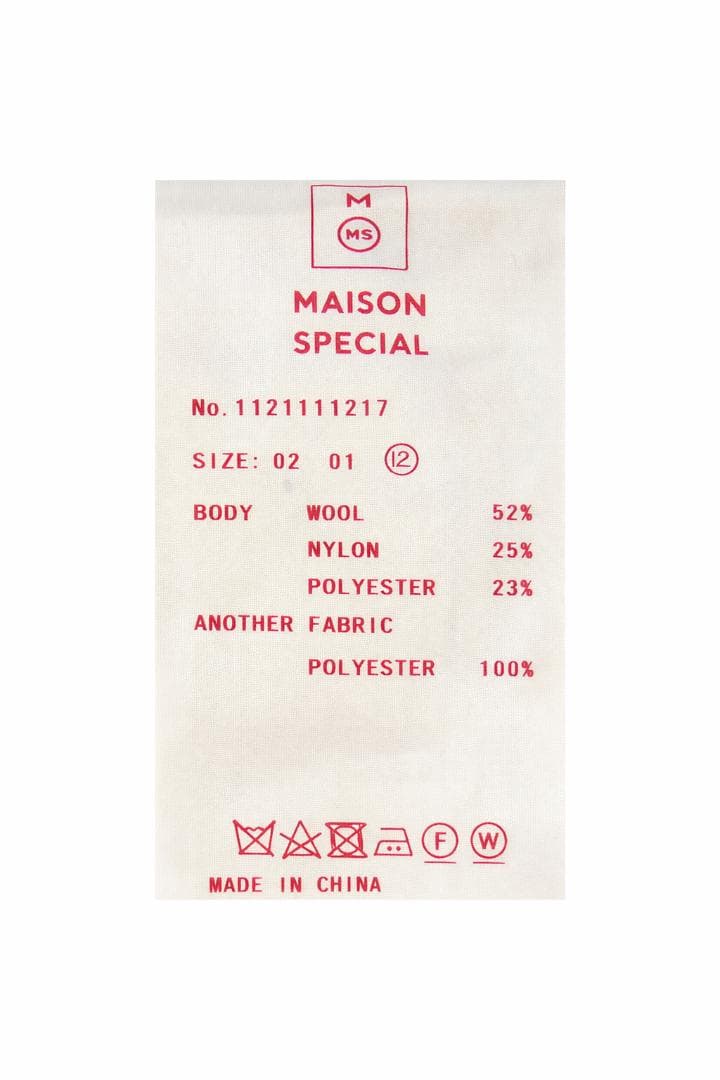 M
MS
MAISON
SPECIAL
No. 1121111217
SIZE: 02 01 12
BODY WOOL 52%
NYLON 25%
POLYESTER 23%
ANOTHER FABRIC
POLYESTER 100%
F W
MADE IN CHINA